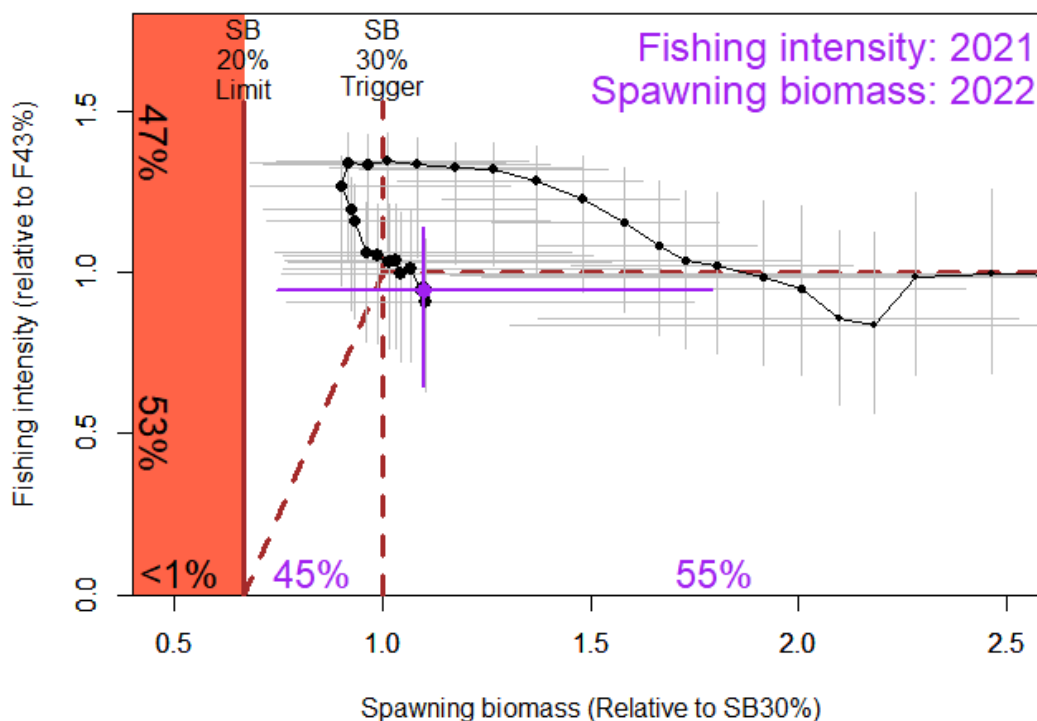 SB
20%
Limit
SB
30%
Trigger
Fishing intensity: 2021
Spawning biomass: 2022
Fishing intensity (relative to F43%)
1.5
1.0
0.5
0.0
47%
53%
<1%
45%
55%
0.5
1.0
1.5
2.0
2.5
Spawning biomass (Relative to SB30%)